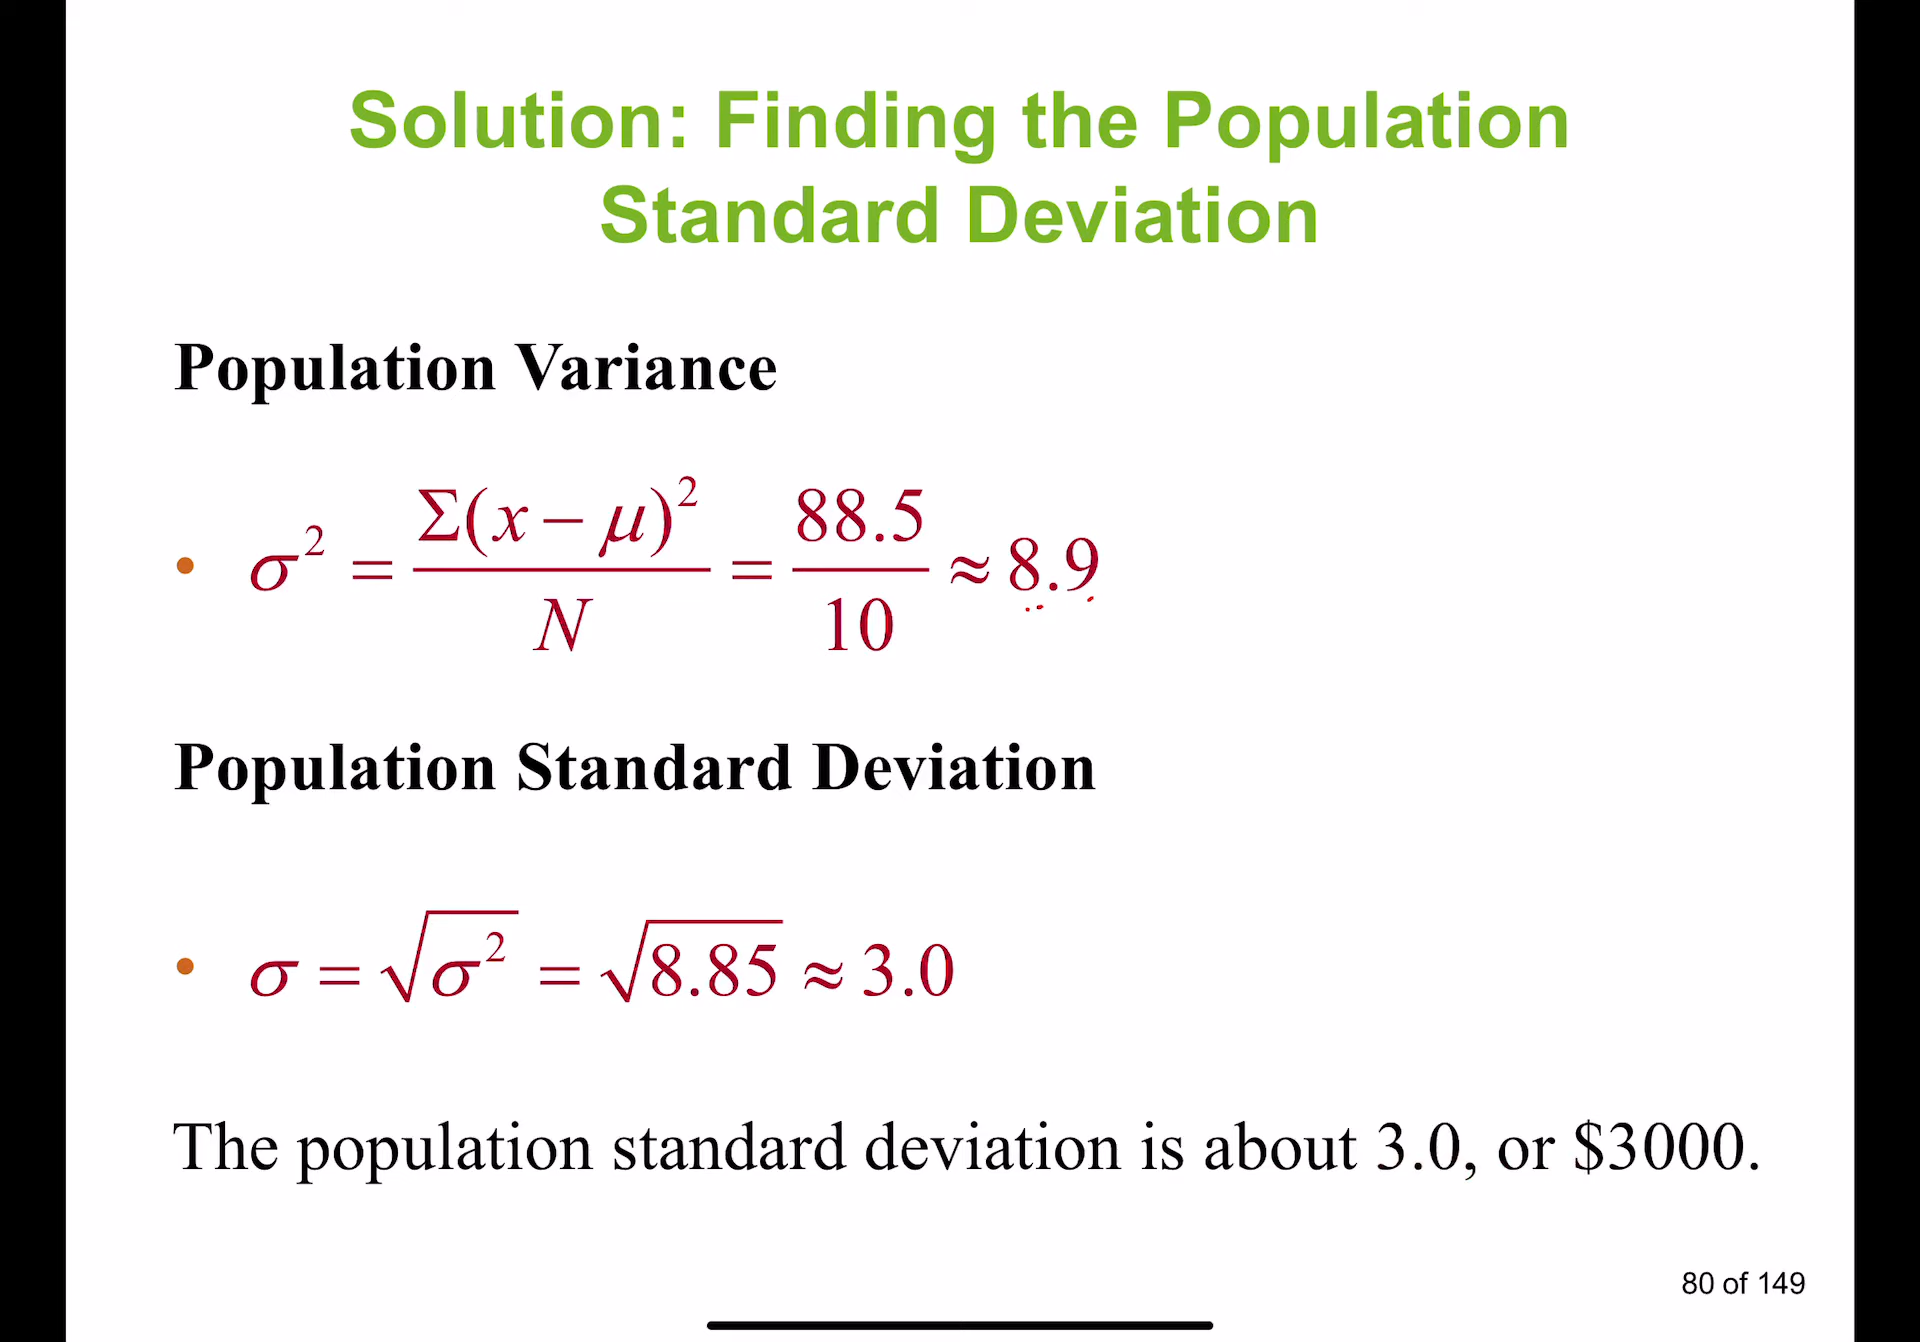 Solution: Finding the Population
Standard Deviation
Population Variance
• σ² = Σ(x − μ)² / N = 88.5 / 10 ≈ 8.9
Population Standard Deviation
• σ = √σ² = √8.85 ≈ 3.0
The population standard deviation is about 3.0, or $3000.
80 of 149